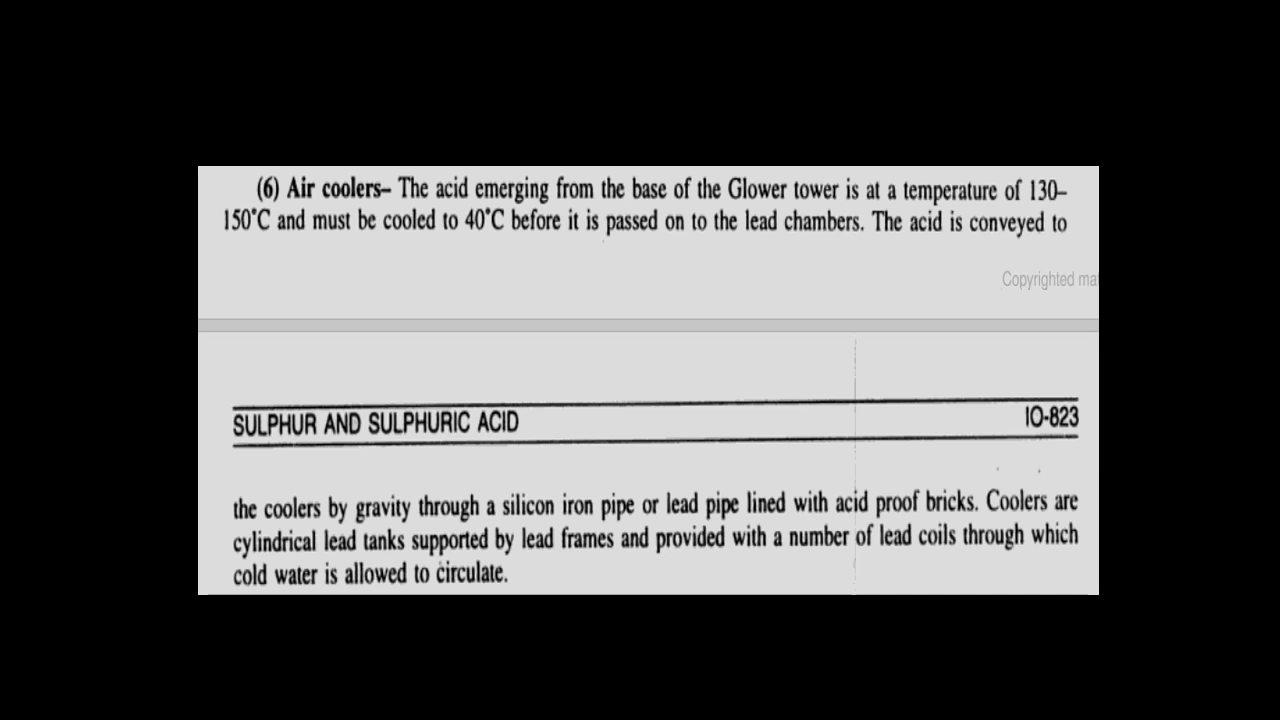 (6) Air coolers– The acid emerging from the base of the Glower tower is at a temperature of 130–
150°C and must be cooled to 40°C before it is passed on to the lead chambers. The acid is conveyed to
Copyrighted mat
SULPHUR AND SULPHURIC ACID IO-823
the coolers by gravity through a silicon iron pipe or lead pipe lined with acid proof bricks. Coolers are
cylindrical lead tanks supported by lead frames and provided with a number of lead coils through which
cold water is allowed to circulate.